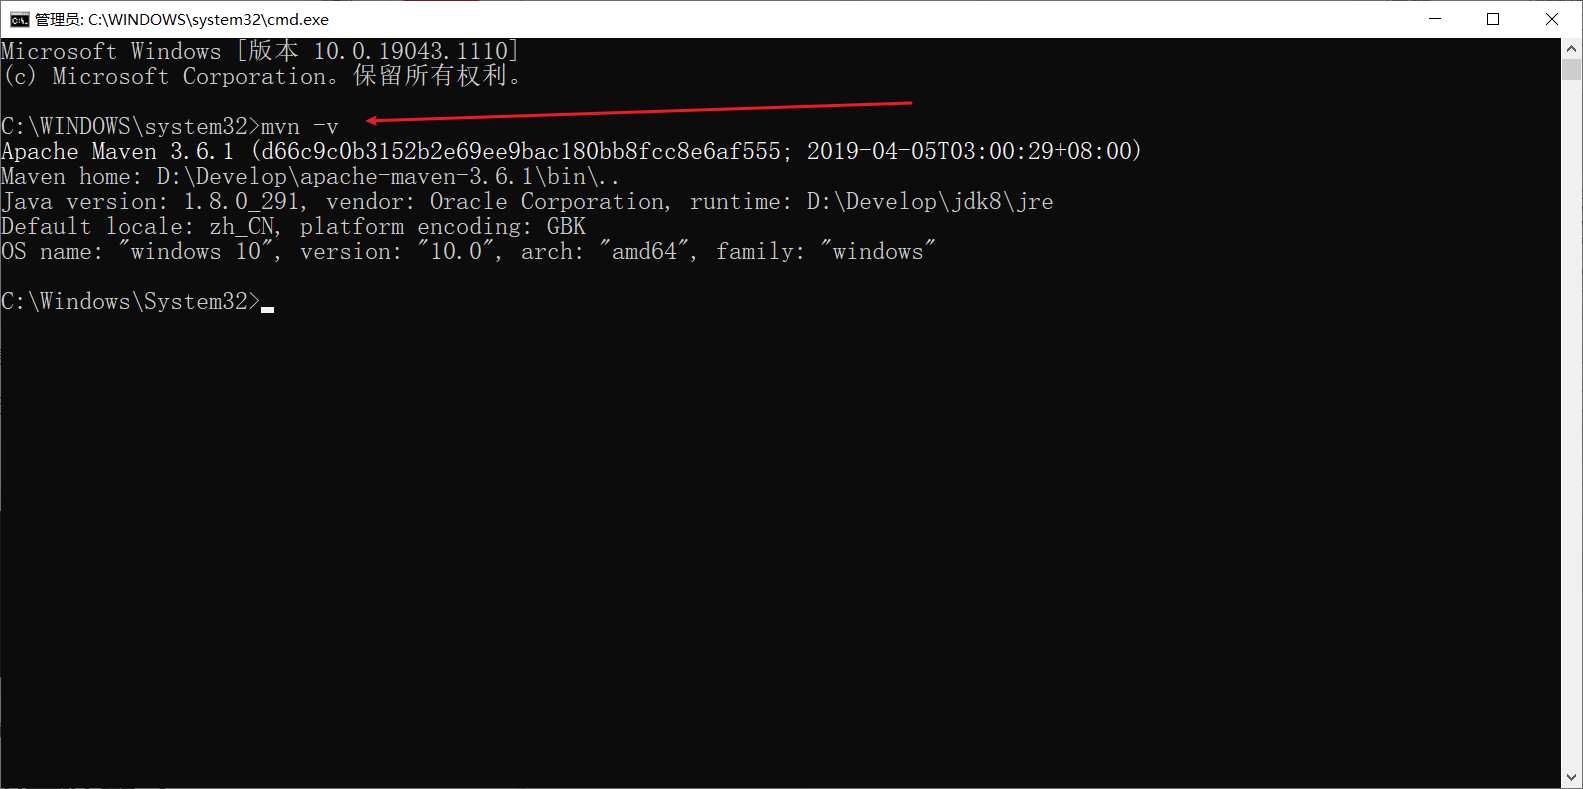 管理员: C:\WINDOWS\system32\cmd.exe
Microsoft Windows [版本 10.0.19043.1110]
(c) Microsoft Corporation。保留所有权利。
C:\WINDOWS\system32>mvn -v
Apache Maven 3.6.1 (d66c9c0b3152b2e69ee9bac180bb8fcc8e6af555; 2019-04-05T03:00:29+08:00)
Maven home: D:\Develop\apache-maven-3.6.1\bin\..
Java version: 1.8.0_291, vendor: Oracle Corporation, runtime: D:\Develop\jdk8\jre
Default locale: zh_CN, platform encoding: GBK
OS name: "windows 10", version: "10.0", arch: "amd64", family: "windows"
C:\Windows\System32>